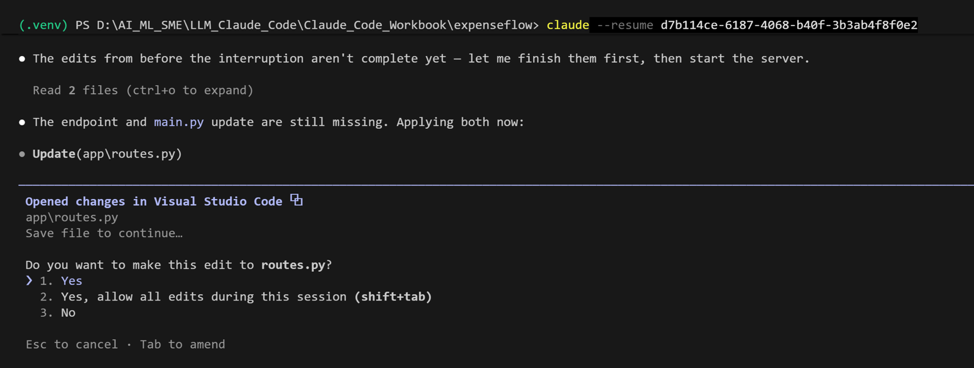 (.venv) PS D:\AI_ML_SME\LLM_Claude_Code\Claude_Code_Workbook\expenseflow> claude --resume d7b114ce-6187-4068-b40f-3b3ab4f8f0e2
● The edits from before the interruption aren't complete yet — let me finish them first, then start the server.
Read 2 files (ctrl+o to expand)
● The endpoint and main.py update are still missing. Applying both now:
● Update(app\routes.py)
Opened changes in Visual Studio Code ⧉
app\routes.py
Save file to continue…
Do you want to make this edit to routes.py?
❯ 1. Yes
2. Yes, allow all edits during this session (shift+tab)
3. No
Esc to cancel · Tab to amend